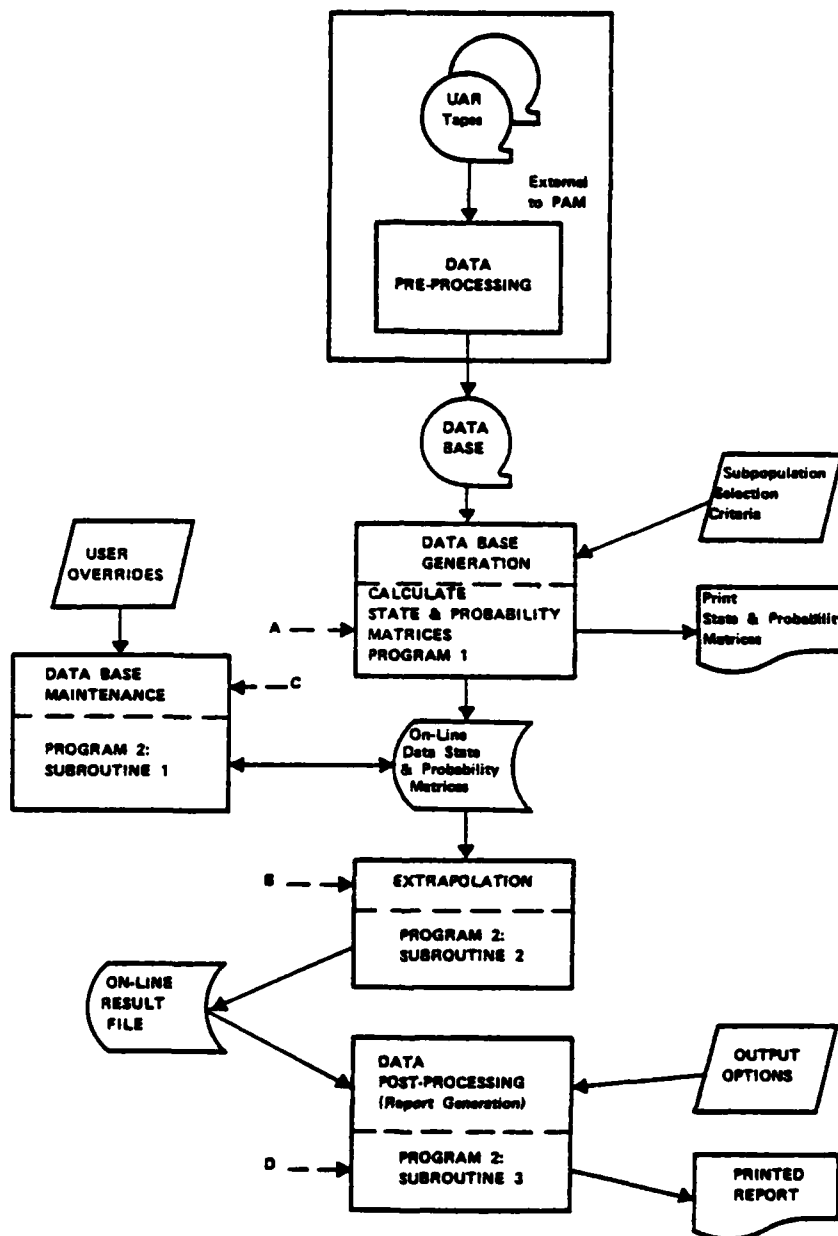 UAR
Tapes
External
to PAM
DATA
PRE-PROCESSING
DATA
BASE
Subpopulation
Selection
Criteria
USER
OVERRIDES
DATA BASE
GENERATION
CALCULATE
STATE & PROBABILITY
MATRICES
PROGRAM 1
A
Print
State & Probability
Matrices
DATA BASE
MAINTENANCE
C
PROGRAM 2:
SUBROUTINE 1
On-Line
Data State
& Probability
Matrices
B
EXTRAPOLATION
PROGRAM 2:
SUBROUTINE 2
ON-LINE
RESULT
FILE
DATA
POST-PROCESSING
(Report Generation)
OUTPUT
OPTIONS
D
PROGRAM 2:
SUBROUTINE 3
PRINTED
REPORT